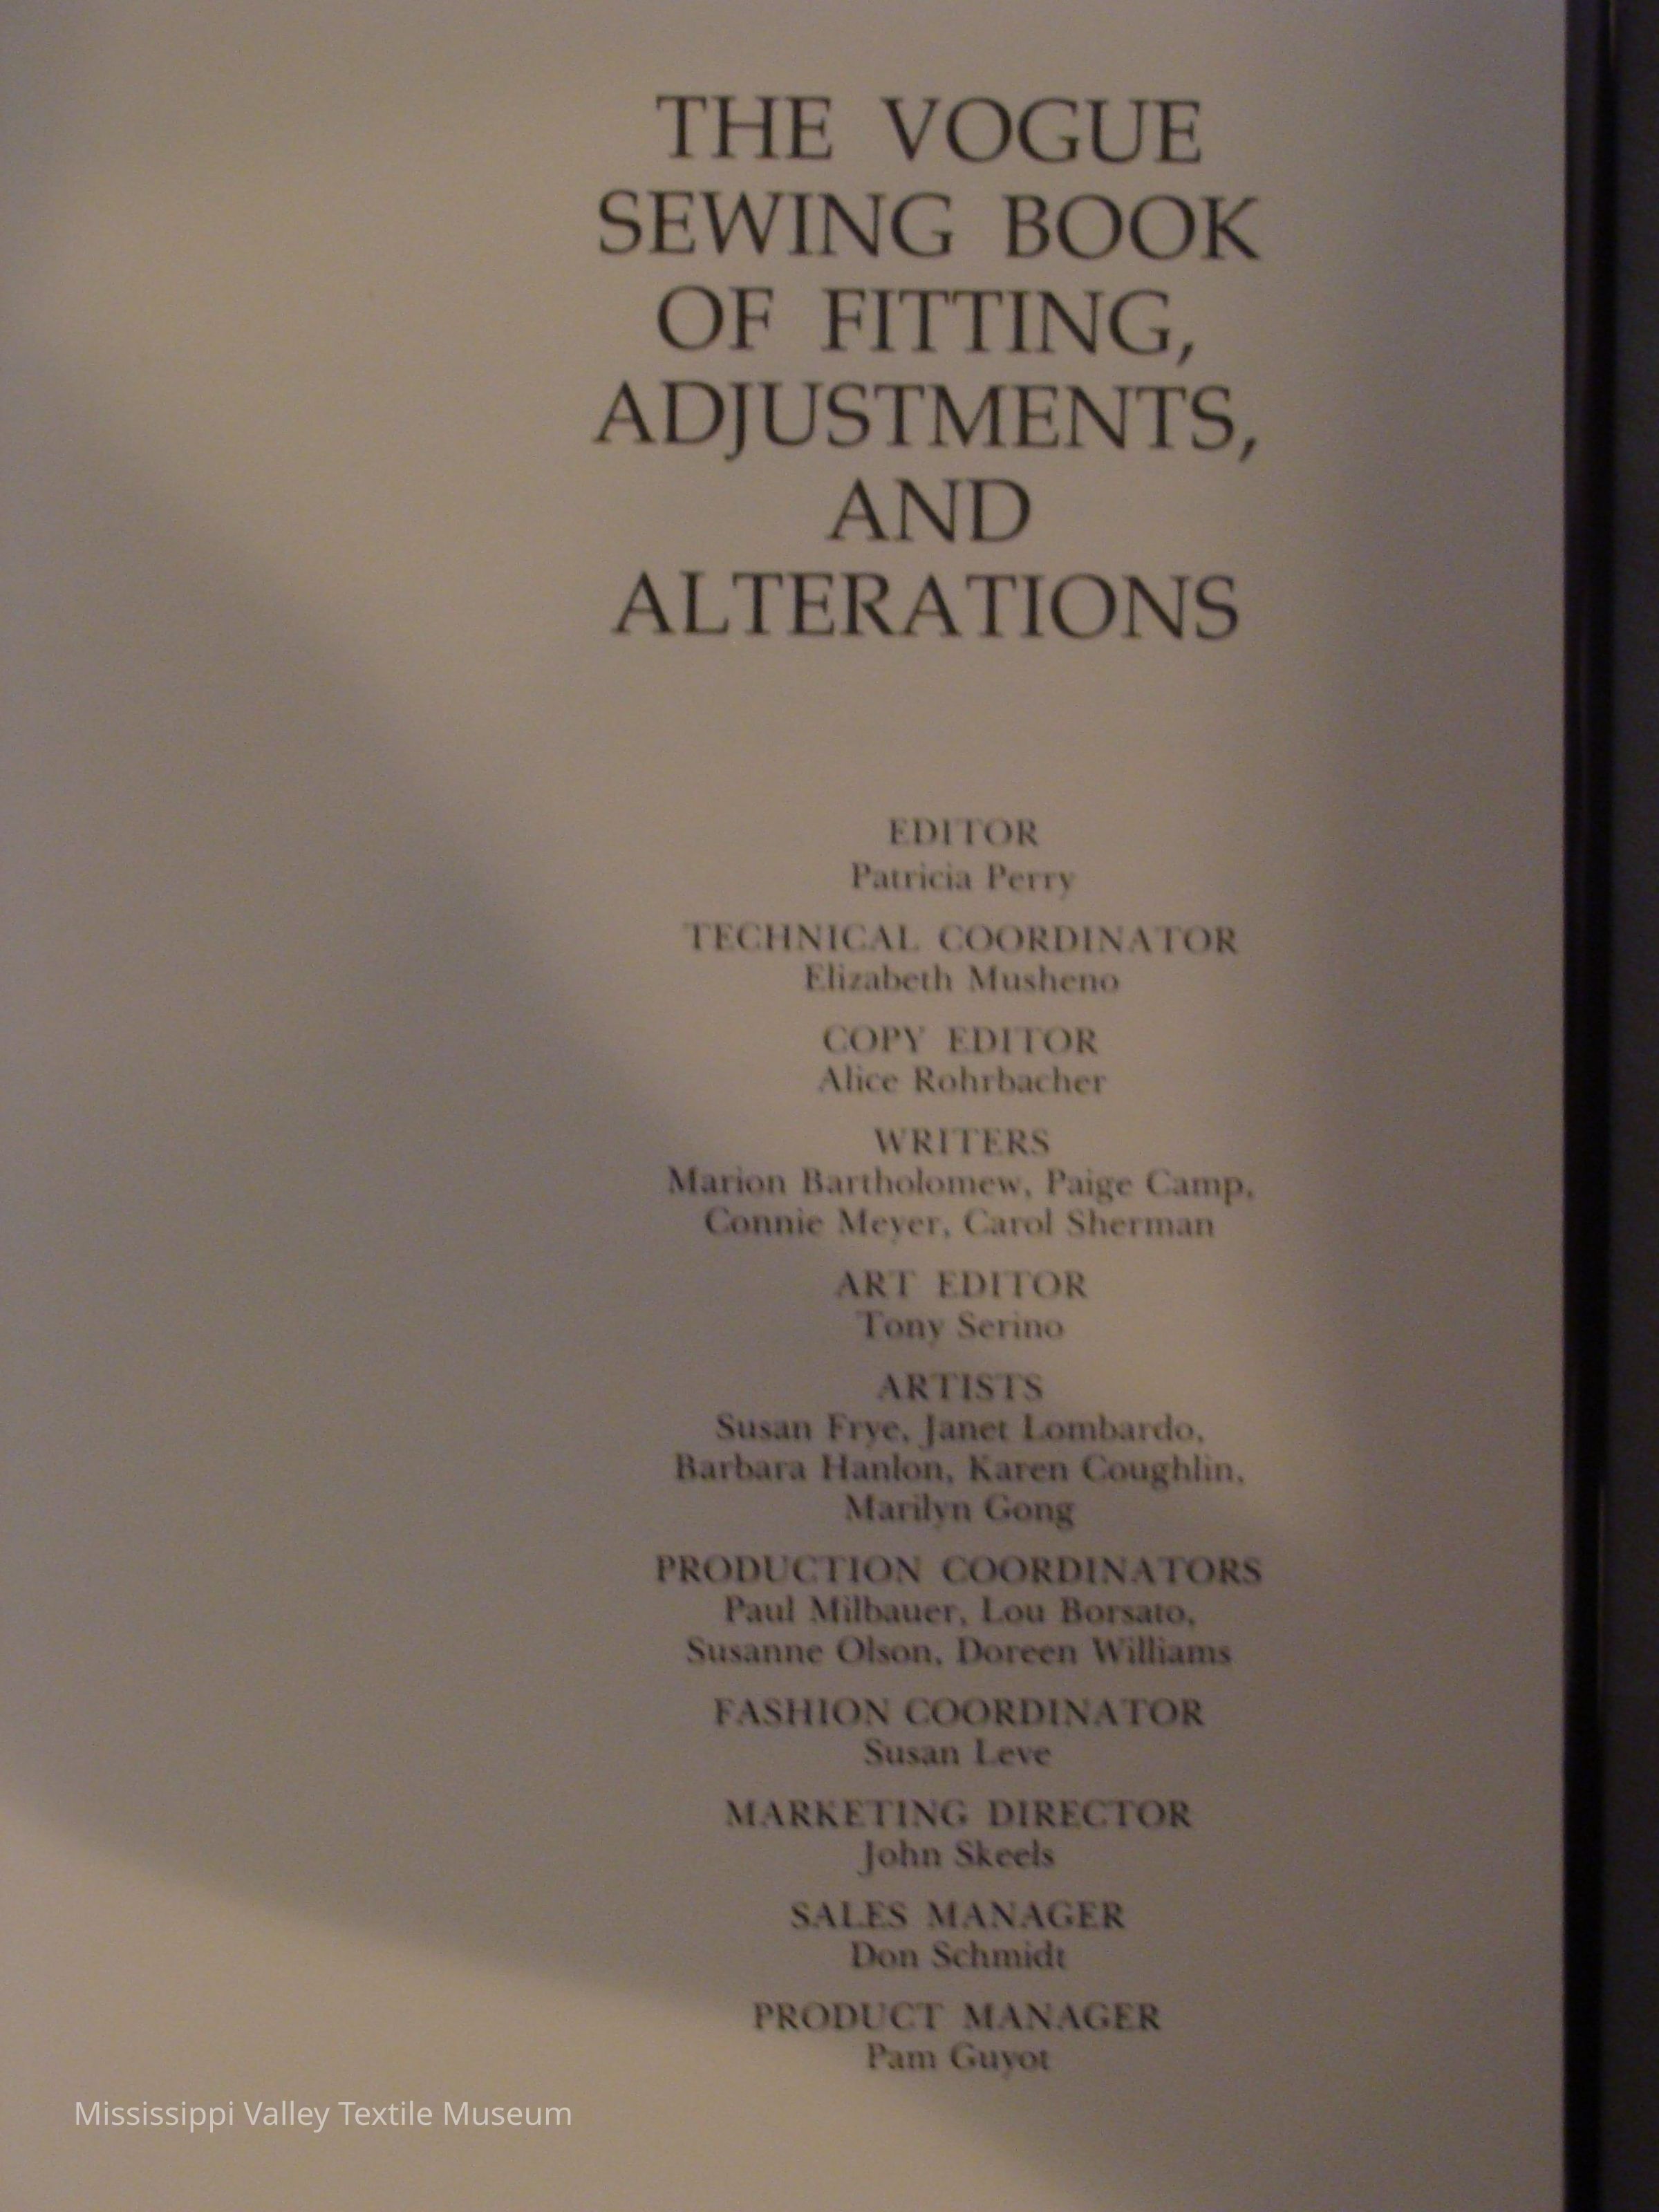 THE VOGUE
SEWING BOOK
OF FITTING,
ADJUSTMENTS,
AND
ALTERATIONS
EDITOR
Patricia Perry
TECHNICAL COORDINATOR
Elizabeth Musheno
COPY EDITOR
Alice Rohrbacher
WRITERS
Marion Bartholomew, Paige Camp,
Connie Meyer, Carol Sherman
ART EDITOR
Tony Serino
ARTISTS
Susan Frye, Janet Lombardo,
Barbara Hanlon, Karen Coughlin,
Marilyn Gong
PRODUCTION COORDINATORS
Paul Milbauer, Lou Borsato,
Susanne Olson, Doreen Williams
FASHION COORDINATOR
Susan Leve
MARKETING DIRECTOR
John Skeels
SALES MANAGER
Don Schmidt
PRODUCT MANAGER
Pam Guyot
Mississippi Valley Textile Museum